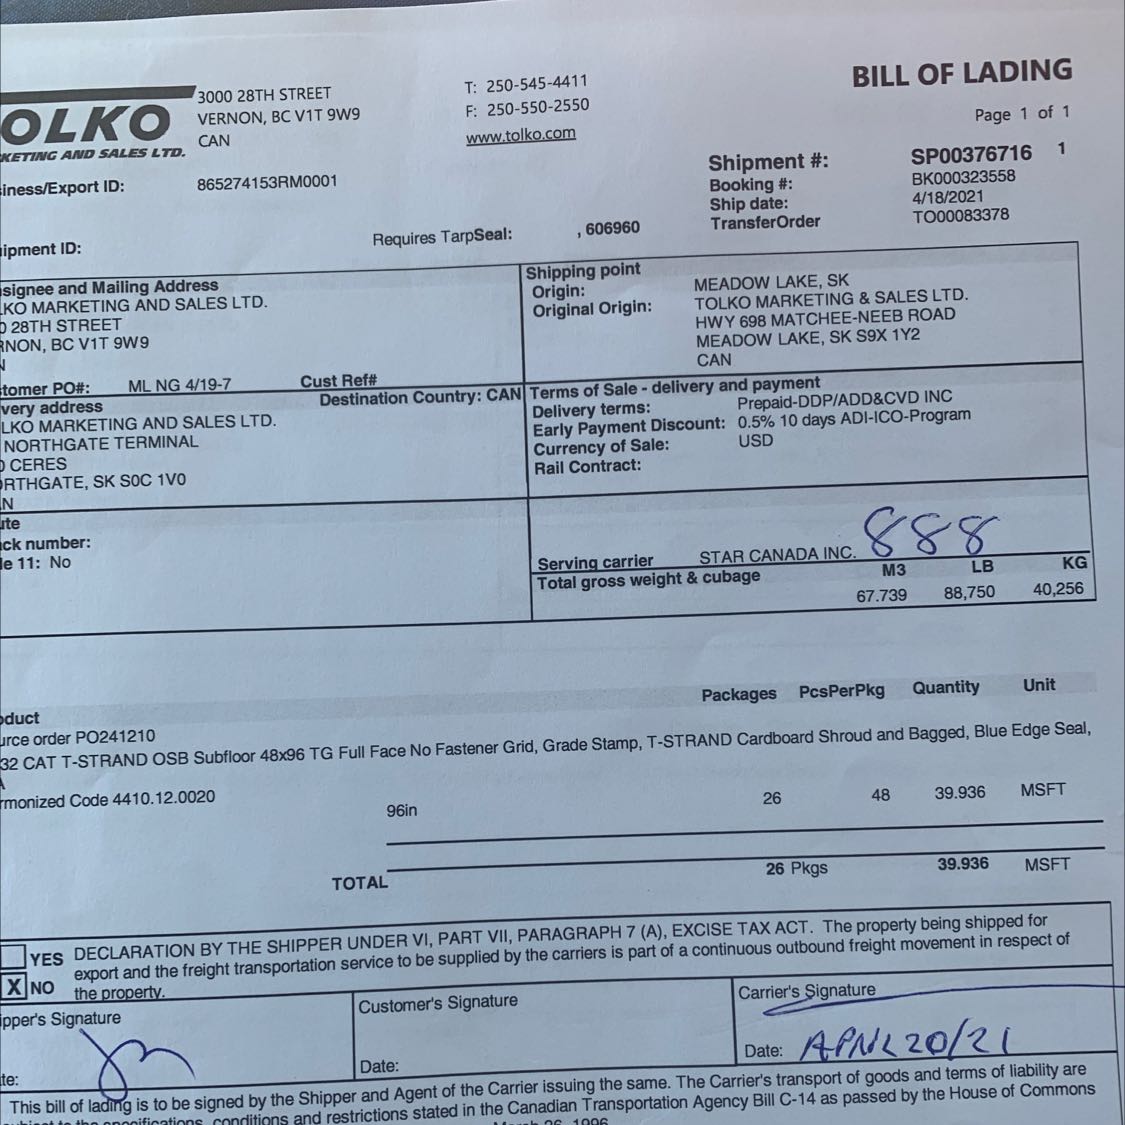 OLKO
KETING AND SALES LTD.
3000 28TH STREET
VERNON, BC V1T 9W9
CAN
T: 250-545-4411
F: 250-550-2550
www.tolko.com
BILL OF LADING
Page 1 of 1
iness/Export ID: 865274153RM0001
Shipment #: SP00376716 1
Booking #: BK000323558
Ship date: 4/18/2021
TransferOrder TO00083378
ipment ID:
Requires TarpSeal: , 606960
signee and Mailing Address
LKO MARKETING AND SALES LTD.
0 28TH STREET
RNON, BC V1T 9W9
N
Shipping point
Origin: MEADOW LAKE, SK
Original Origin: TOLKO MARKETING & SALES LTD.
HWY 698 MATCHEE-NEEB ROAD
MEADOW LAKE, SK S9X 1Y2
CAN
tomer PO#: ML NG 4/19-7 Cust Ref#
very address Destination Country: CAN
LKO MARKETING AND SALES LTD.
NORTHGATE TERMINAL
O CERES
RTHGATE, SK S0C 1V0
N
Terms of Sale - delivery and payment
Delivery terms: Prepaid-DDP/ADD&CVD INC
Early Payment Discount: 0.5% 10 days ADI-ICO-Program
Currency of Sale: USD
Rail Contract:
ute
ck number:
le 11: No
888
Serving carrier STAR CANADA INC.
Total gross weight & cubage M3 LB KG
67.739 88,750 40,256
Packages PcsPerPkg Quantity Unit
oduct
urce order PO241210
32 CAT T-STRAND OSB Subfloor 48x96 TG Full Face No Fastener Grid, Grade Stamp, T-STRAND Cardboard Shroud and Bagged, Blue Edge Seal,
A
rmonized Code 4410.12.0020
96in 26 48 39.936 MSFT
TOTAL 26 Pkgs 39.936 MSFT
YES DECLARATION BY THE SHIPPER UNDER VI, PART VII, PARAGRAPH 7 (A), EXCISE TAX ACT. The property being shipped for
X NO export and the freight transportation service to be supplied by the carriers is part of a continuous outbound freight movement in respect of
the property.
ipper's Signature
Customer's Signature
Carrier's Signature
te:
Date:
Date: APRIL 20/21
This bill of lading is to be signed by the Shipper and Agent of the Carrier issuing the same. The Carrier's transport of goods and terms of liability are
conditions and restrictions stated in the Canadian Transportation Agency Bill C-14 as passed by the House of Commons